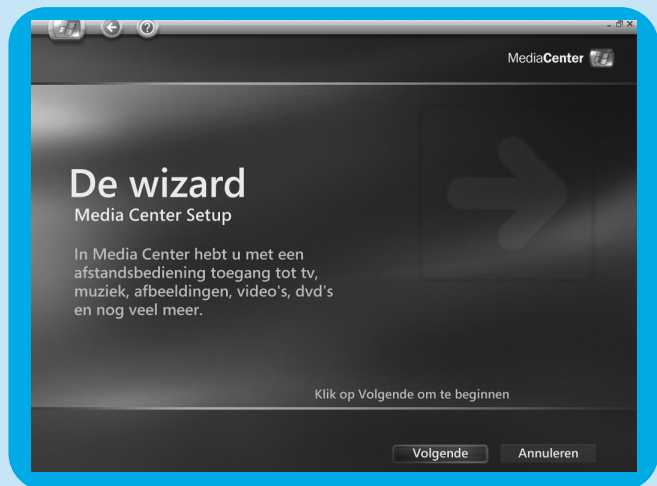 MediaCenter
De wizard
Media Center Setup
In Media Center hebt u met een
afstandsbediening toegang tot tv,
muziek, afbeeldingen, video's, dvd's
en nog veel meer.
Klik op Volgende om te beginnen
Volgende Annuleren